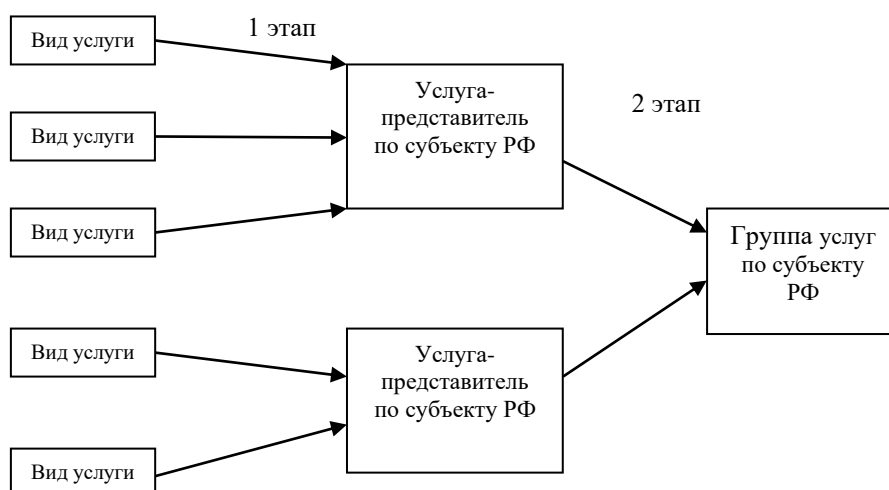 Вид услуги
1 этап
Вид услуги
Вид услуги
Услуга-
представитель
по субъекту РФ
2 этап
Группа услуг
по субъекту
РФ
Вид услуги
Вид услуги
Услуга-
представитель
по субъекту РФ